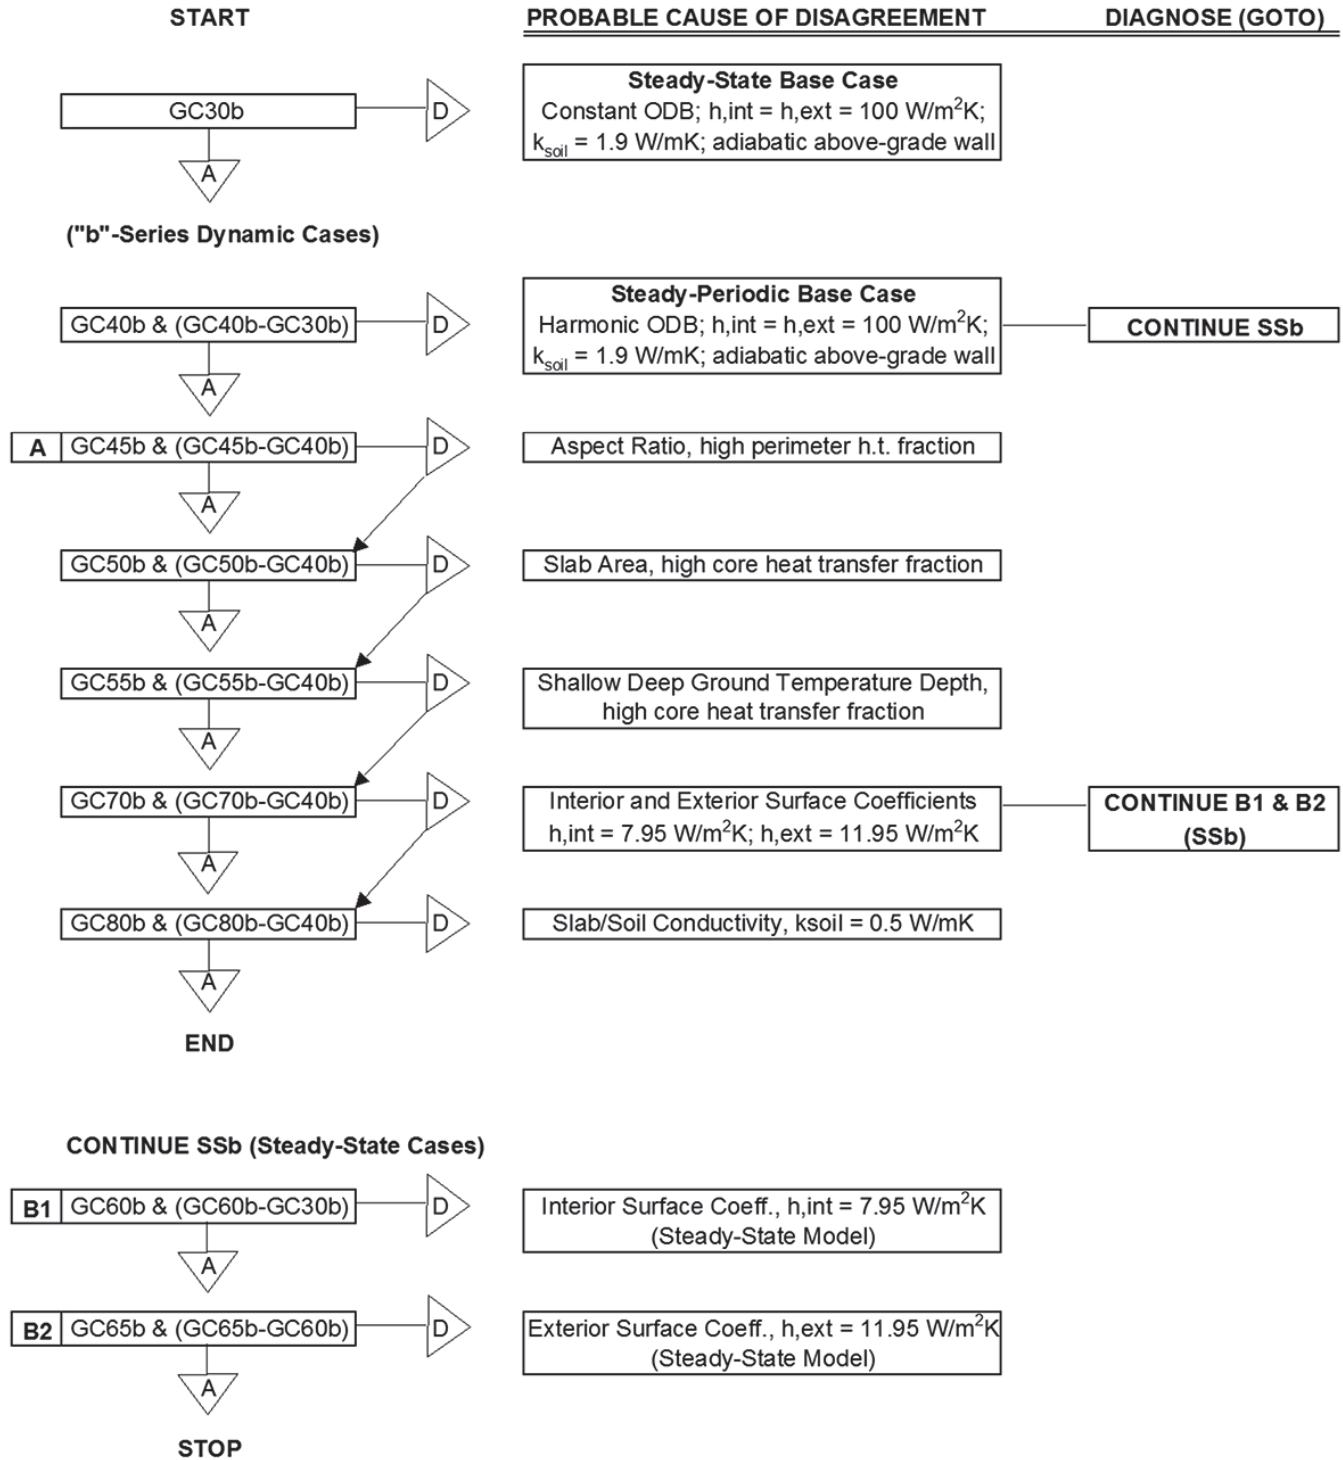 START
PROBABLE CAUSE OF DISAGREEMENT
DIAGNOSE (GOTO)
GC30b
D
Steady-State Base Case
Constant ODB; h,int = h,ext = 100 W/m²K;
k_soil = 1.9 W/mK; adiabatic above-grade wall
A
("b"-Series Dynamic Cases)
GC40b & (GC40b-GC30b)
D
Steady-Periodic Base Case
Harmonic ODB; h,int = h,ext = 100 W/m²K;
k_soil = 1.9 W/mK; adiabatic above-grade wall
CONTINUE SSb
A
A GC45b & (GC45b-GC40b)
D
Aspect Ratio, high perimeter h.t. fraction
A
GC50b & (GC50b-GC40b)
D
Slab Area, high core heat transfer fraction
A
GC55b & (GC55b-GC40b)
D
Shallow Deep Ground Temperature Depth,
high core heat transfer fraction
A
GC70b & (GC70b-GC40b)
D
Interior and Exterior Surface Coefficients
h,int = 7.95 W/m²K; h,ext = 11.95 W/m²K
CONTINUE B1 & B2
(SSb)
A
GC80b & (GC80b-GC40b)
D
Slab/Soil Conductivity, ksoil = 0.5 W/mK
A
END
CONTINUE SSb (Steady-State Cases)
B1 GC60b & (GC60b-GC30b)
D
Interior Surface Coeff., h,int = 7.95 W/m²K
(Steady-State Model)
A
B2 GC65b & (GC65b-GC60b)
D
Exterior Surface Coeff., h,ext = 11.95 W/m²K
(Steady-State Model)
A
STOP